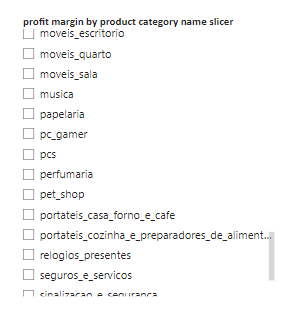 profit margin by product category name slicer
moveis_escritorio
moveis_quarto
moveis_sala
musica
papelaria
pc_gamer
pcs
perfumaria
pet_shop
portateis_casa_forno_e_cafe
portateis_cozinha_e_preparadores_de_aliment...
relogios_presentes
seguros_e_servicos
sinalizacao_e_seguranca